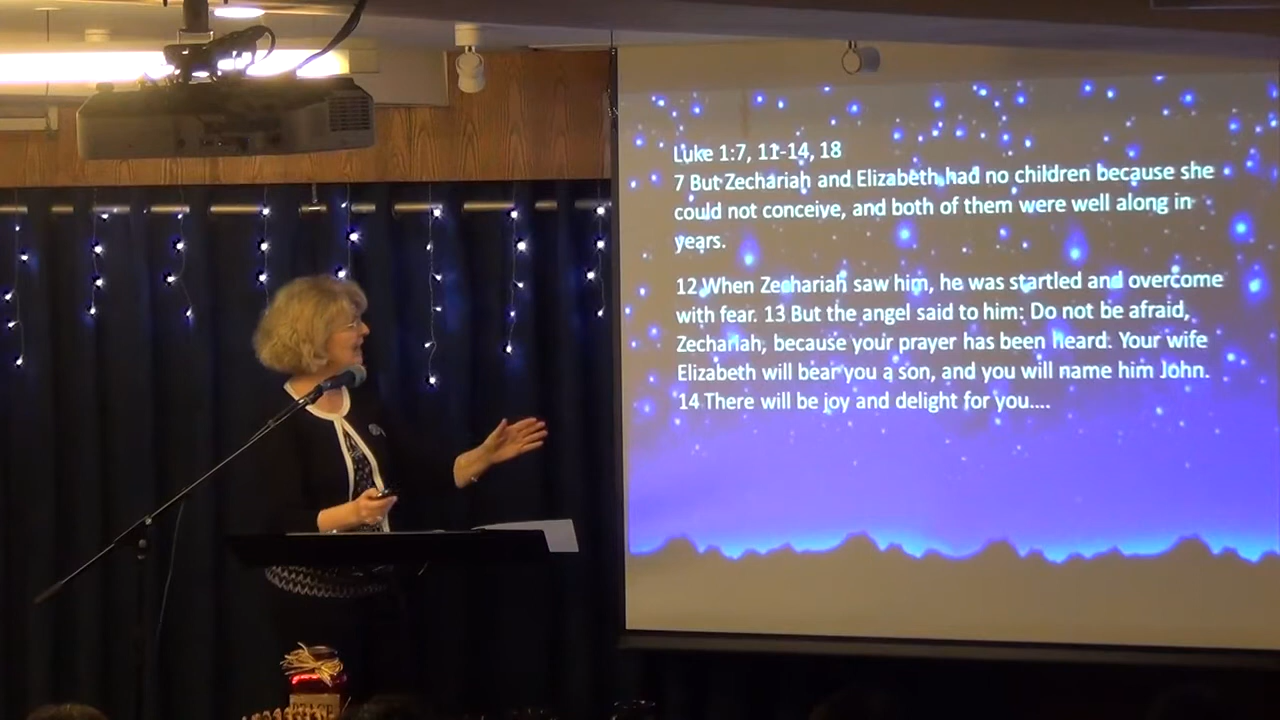 Luke 1:7, 11-14, 18
7 But Zechariah and Elizabeth had no children because she
could not conceive, and both of them were well along in
years.
12 When Zechariah saw him, he was startled and overcome
with fear. 13 But the angel said to him: Do not be afraid,
Zechariah, because your prayer has been heard. Your wife
Elizabeth will bear you a son, and you will name him John.
14 There will be joy and delight for you....
PEACE